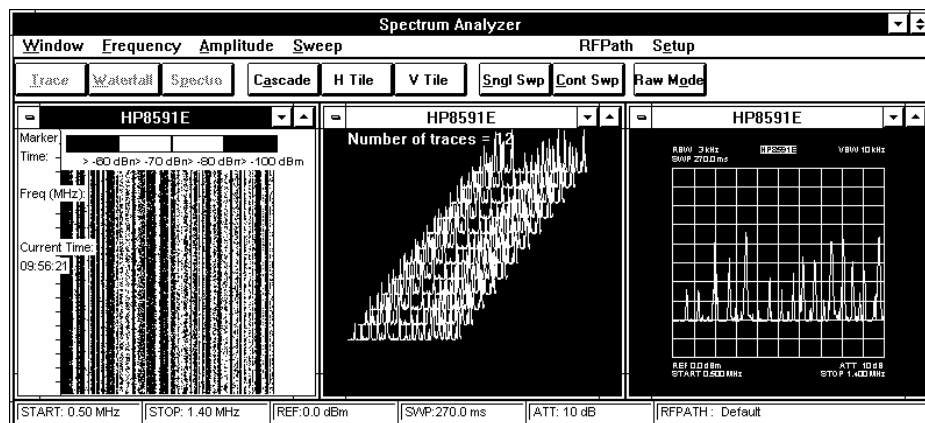 Spectrum Analyzer
Window Frequency Amplitude Sweep RFPath Setup
Trace Waterfall Spectro Cascade H Tile V Tile Sngl Swp Cont Swp Raw Mode
HP8591E HP8591E HP8591E
Marker
Time:
> -60 dBm> -70 dBm> -80 dBm> -100 dBm
Freq (MHz):
Current Time:
09:56:21
Number of traces = 12
RBW 3 kHz HP8591E VBW 10 kHz
SWP 270.0 ms
REF 0.0 dBm ATT 10 dB
START 0.500 MHz STOP 1.400 MHz
START: 0.50 MHz STOP: 1.40 MHz REF:0.0 dBm SWP:270.0 ms ATT: 10 dB RFPATH : Default